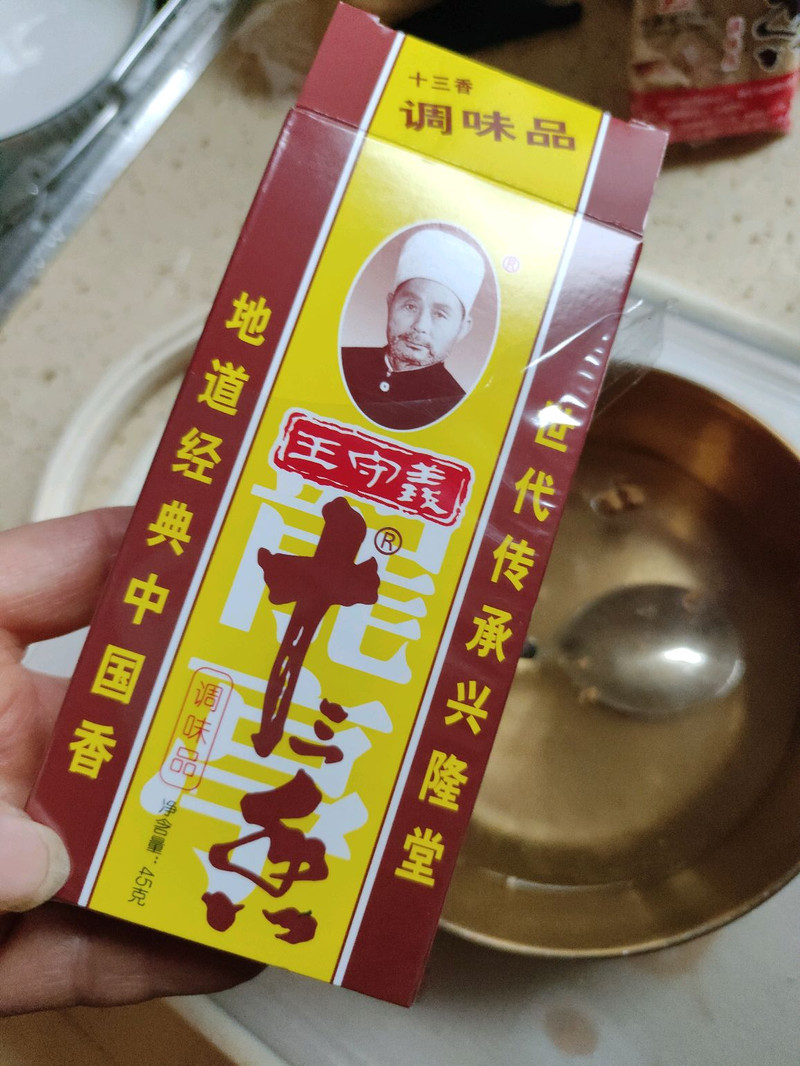 十三香
调味品
®
王守義
十三香
®
调味品
净含量:45克
地道经典中国香
世代传承兴隆堂